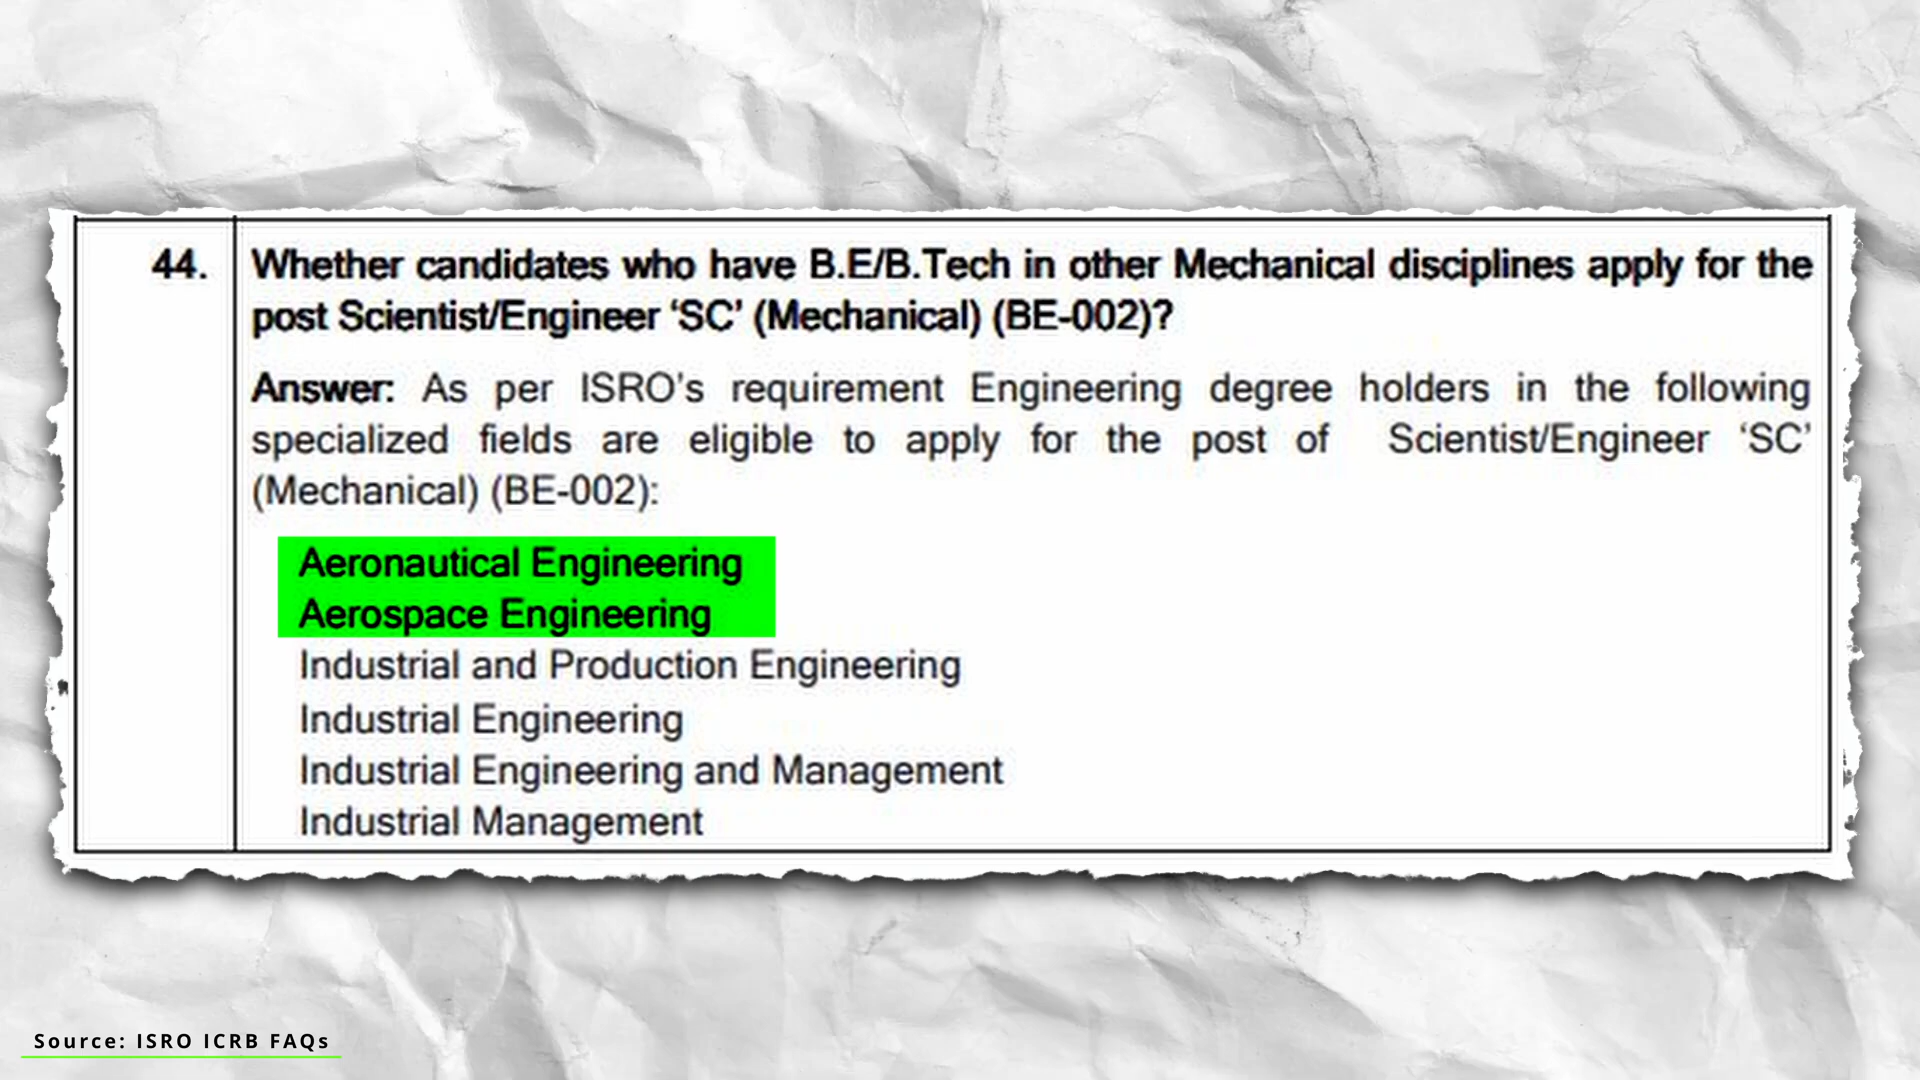 44.
Whether candidates who have B.E/B.Tech in other Mechanical disciplines apply for the
post Scientist/Engineer ‘SC’ (Mechanical) (BE-002)?
Answer: As per ISRO’s requirement Engineering degree holders in the following
specialized fields are eligible to apply for the post of Scientist/Engineer ‘SC’
(Mechanical) (BE-002):
Aeronautical Engineering
Aerospace Engineering
Industrial and Production Engineering
Industrial Engineering
Industrial Engineering and Management
Industrial Management
Source: ISRO ICRB FAQs